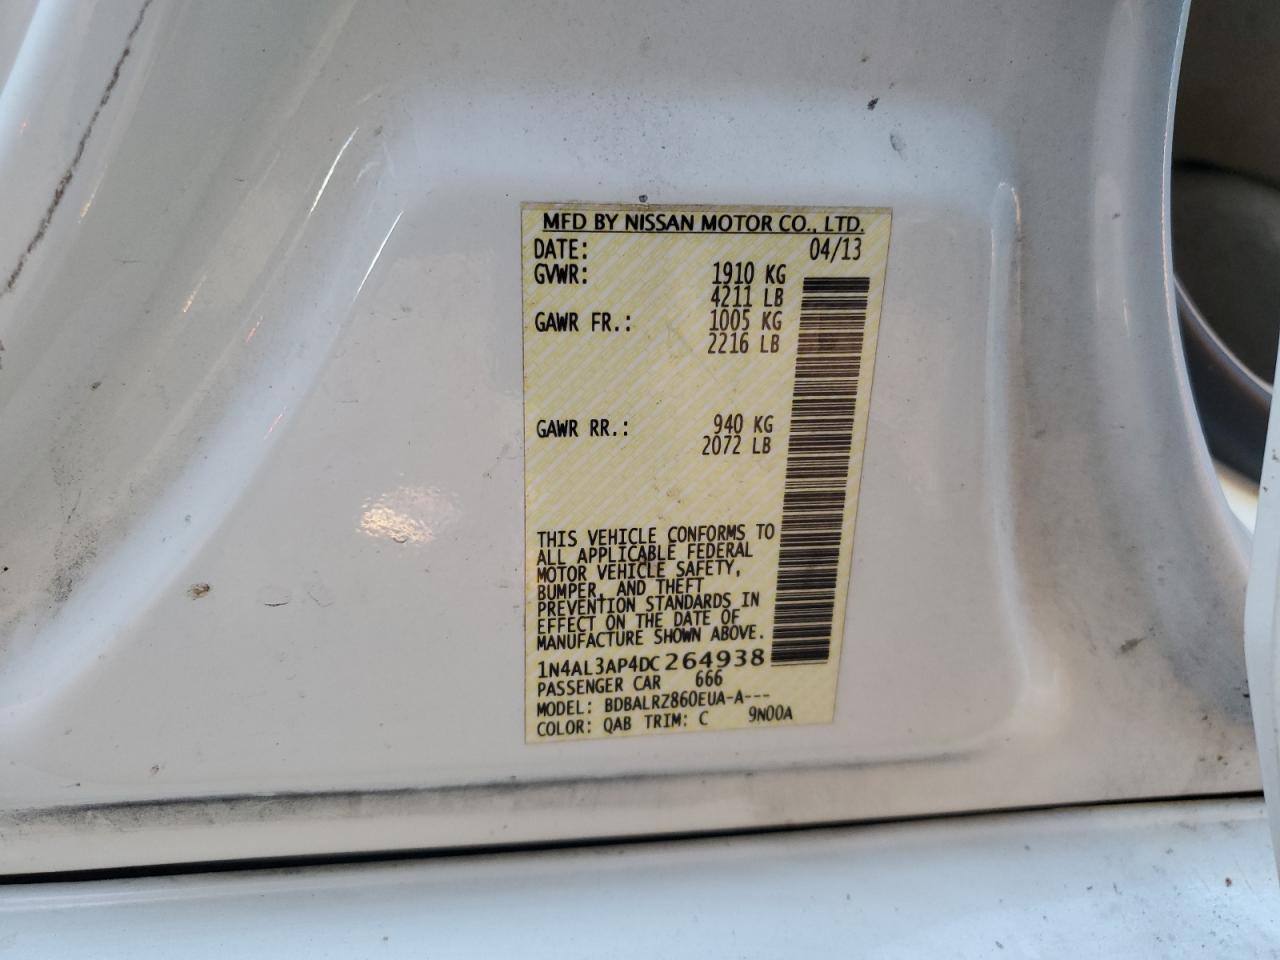 MFD BY NISSAN MOTOR CO., LTD.
DATE: 04/13
GVWR: 1910 KG
4211 LB
GAWR FR.: 1005 KG
2216 LB
GAWR RR.: 940 KG
2072 LB
THIS VEHICLE CONFORMS TO
ALL APPLICABLE FEDERAL
MOTOR VEHICLE SAFETY,
BUMPER, AND THEFT
PREVENTION STANDARDS IN
EFFECT ON THE DATE OF
MANUFACTURE SHOWN ABOVE.
1N4AL3AP4DC264938
PASSENGER CAR 666
MODEL: BDBALRZ860EUA-A---
COLOR: QAB TRIM: C 9N00A